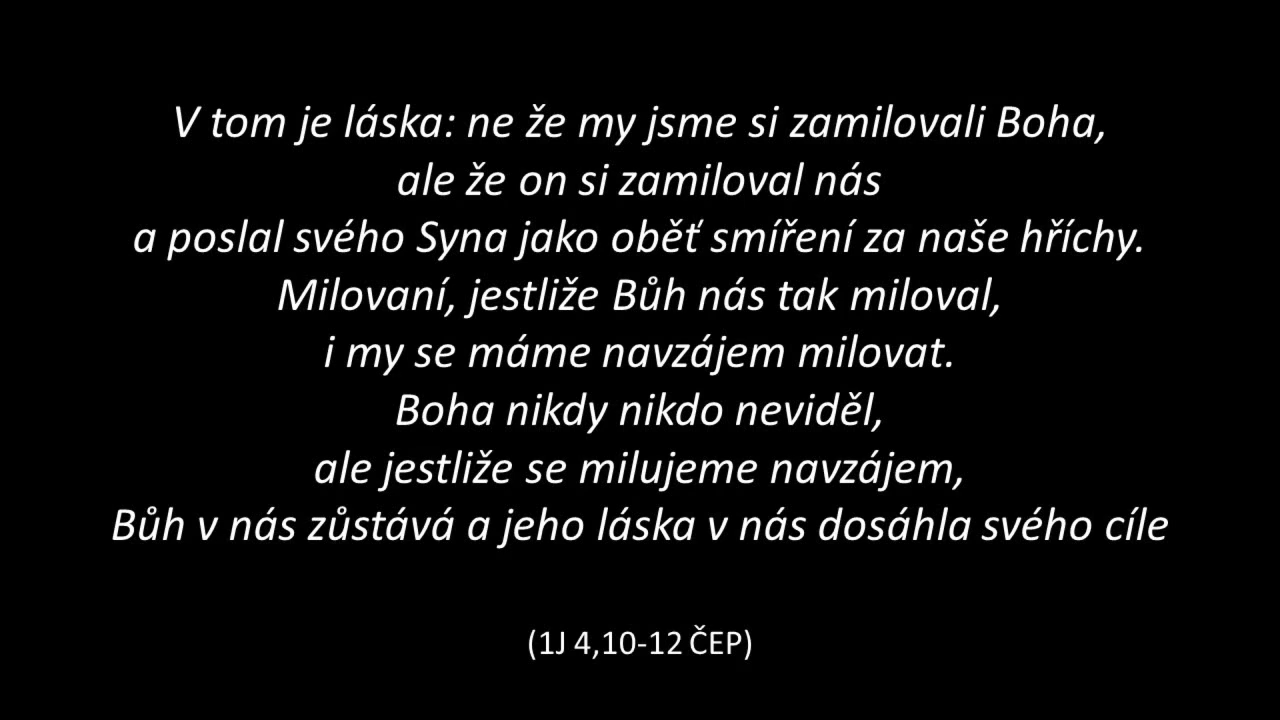 V tom je láska: ne že my jsme si zamilovali Boha,
ale že on si zamiloval nás
a poslal svého Syna jako oběť smíření za naše hříchy.
Milovaní, jestliže Bůh nás tak miloval,
i my se máme navzájem milovat.
Boha nikdy nikdo neviděl,
ale jestliže se milujeme navzájem,
Bůh v nás zůstává a jeho láska v nás dosáhla svého cíle
(1J 4,10-12 ČEP)